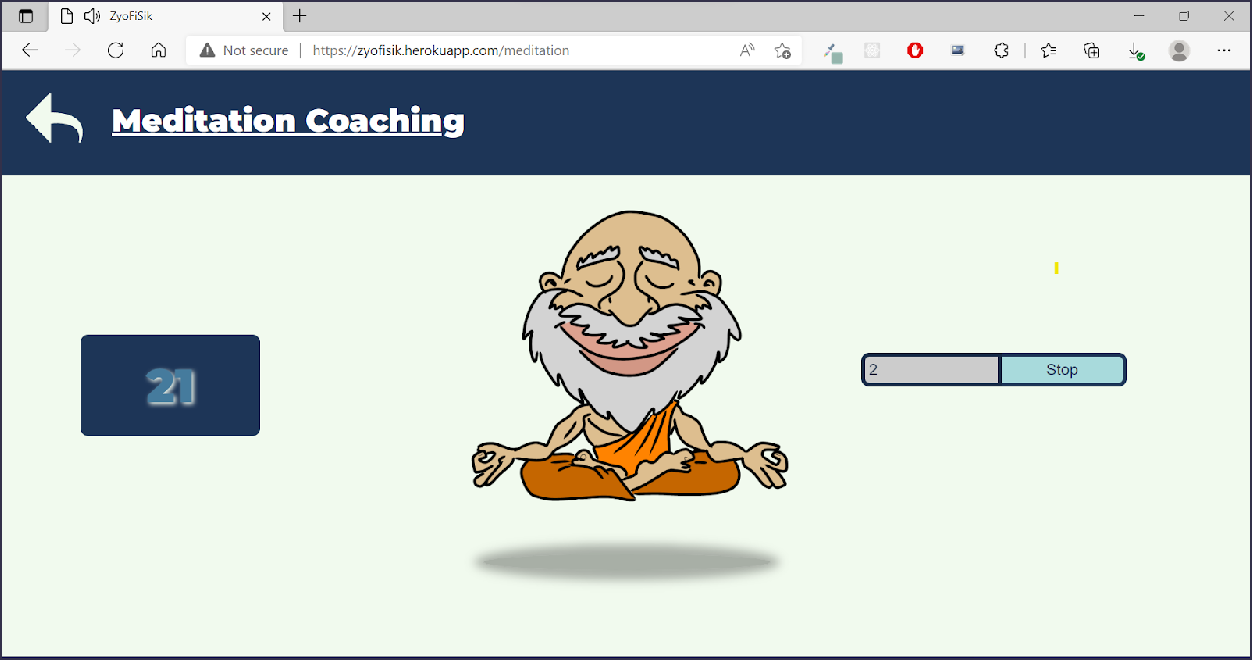 ZyoFiSik
Not secure | https://zyofisik.herokuapp.com/meditation
Meditation Coaching
21
2 Stop